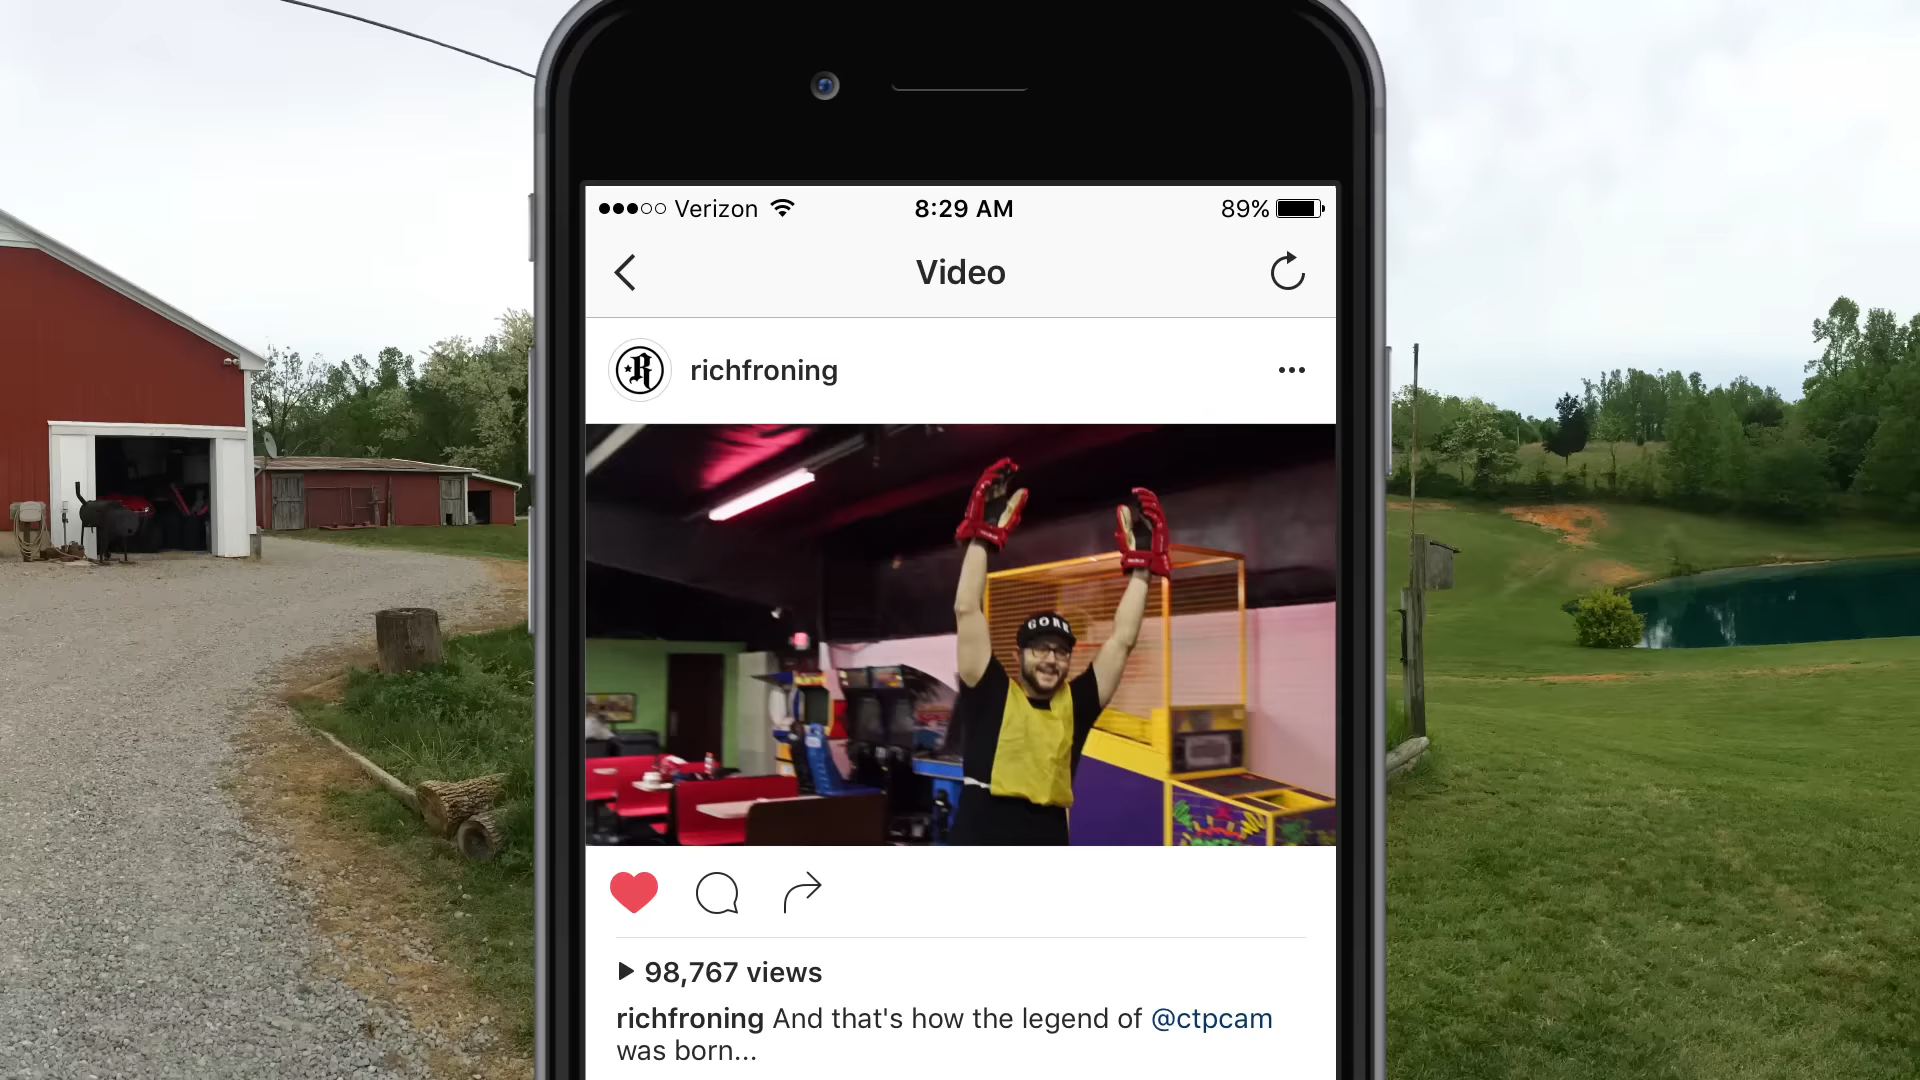 Verizon 8:29 AM 89%
Video
richfroning
GORK
98,767 views
richfroning And that's how the legend of @ctpcam
was born...